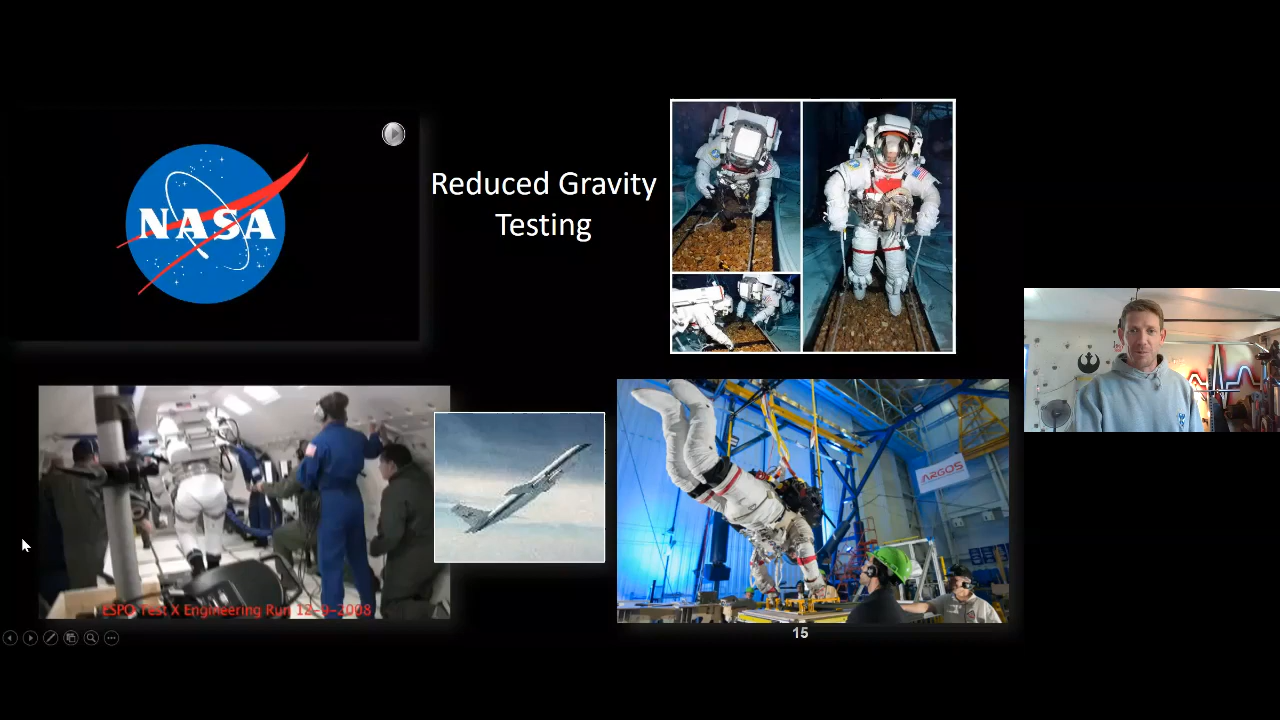 NASA
Reduced Gravity
Testing
ARGOS
ESPO Test X Engineering Run 12-9-2008
15